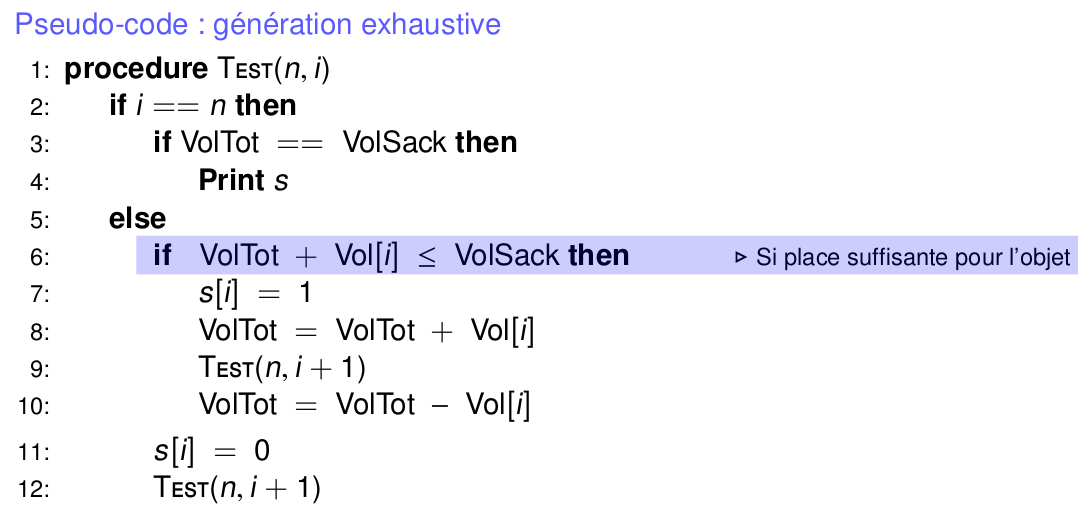 Pseudo-code : génération exhaustive
1: procedure TEST(n, i)
2: if i == n then
3: if VolTot == VolSack then
4: Print s
5: else
6: if VolTot + Vol[i] ≤ VolSack then ▷ Si place suffisante pour l'objet
7: s[i] = 1
8: VolTot = VolTot + Vol[i]
9: TEST(n, i + 1)
10: VolTot = VolTot − Vol[i]
11: s[i] = 0
12: TEST(n, i + 1)